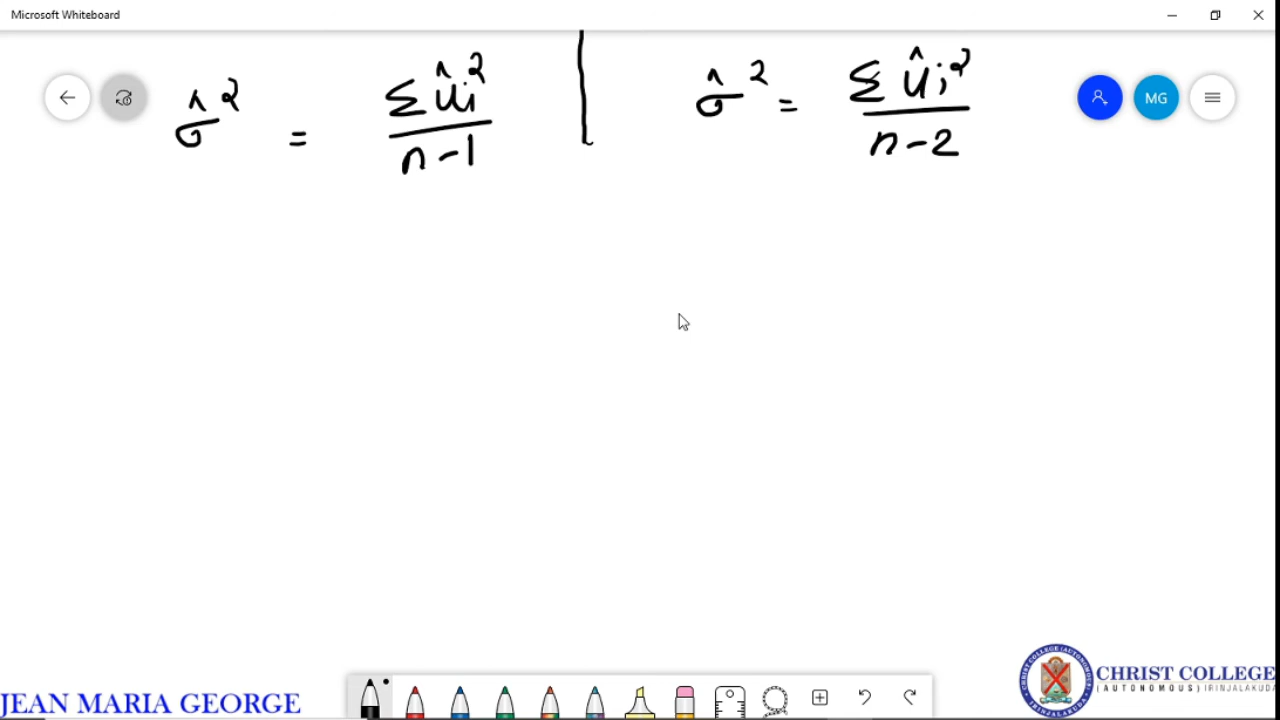 Microsoft Whiteboard
σ̂² = Σûi² / n-1 | σ̂² = Σûi² / n-2
MG
JEAN MARIA GEORGE
CHRIST COLLEGE
(AUTONOMOUS) IRINJALAKUDA